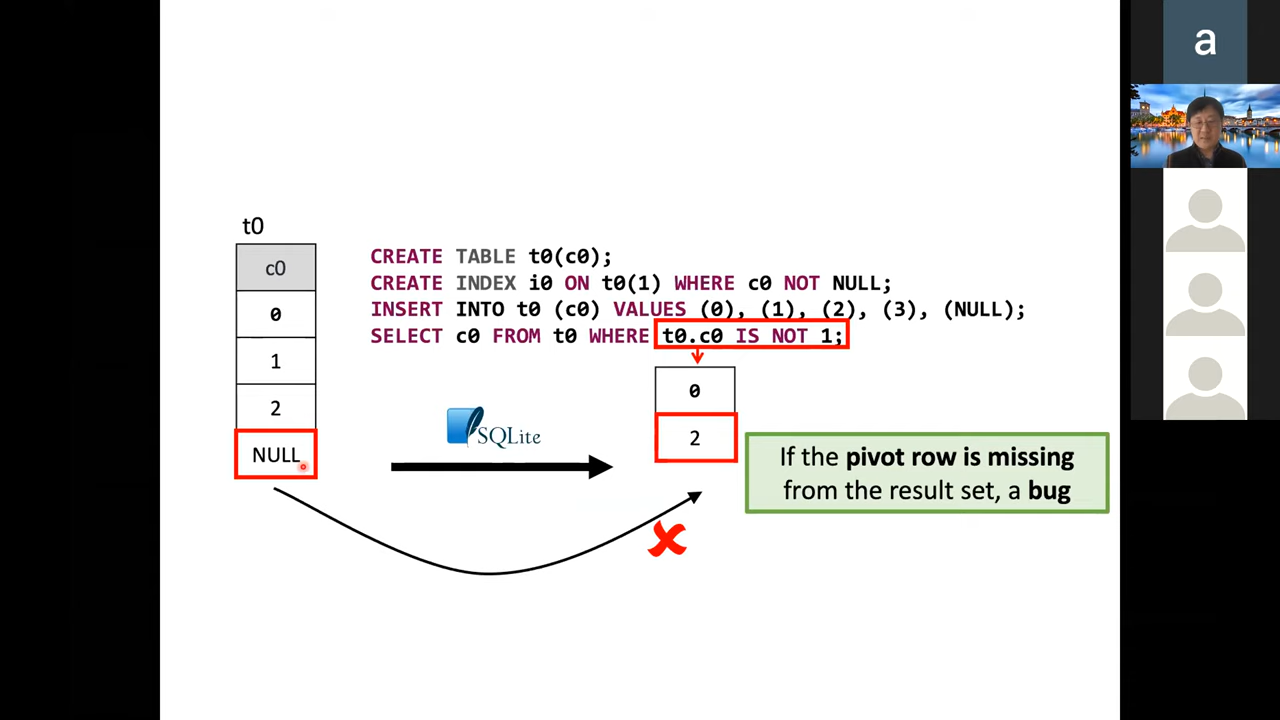 a
t0
c0
0
1
2
NULL
CREATE TABLE t0(c0);
CREATE INDEX i0 ON t0(1) WHERE c0 NOT NULL;
INSERT INTO t0 (c0) VALUES (0), (1), (2), (3), (NULL);
SELECT c0 FROM t0 WHERE t0.c0 IS NOT 1;
0
2
SQLite
If the pivot row is missing
from the result set, a bug